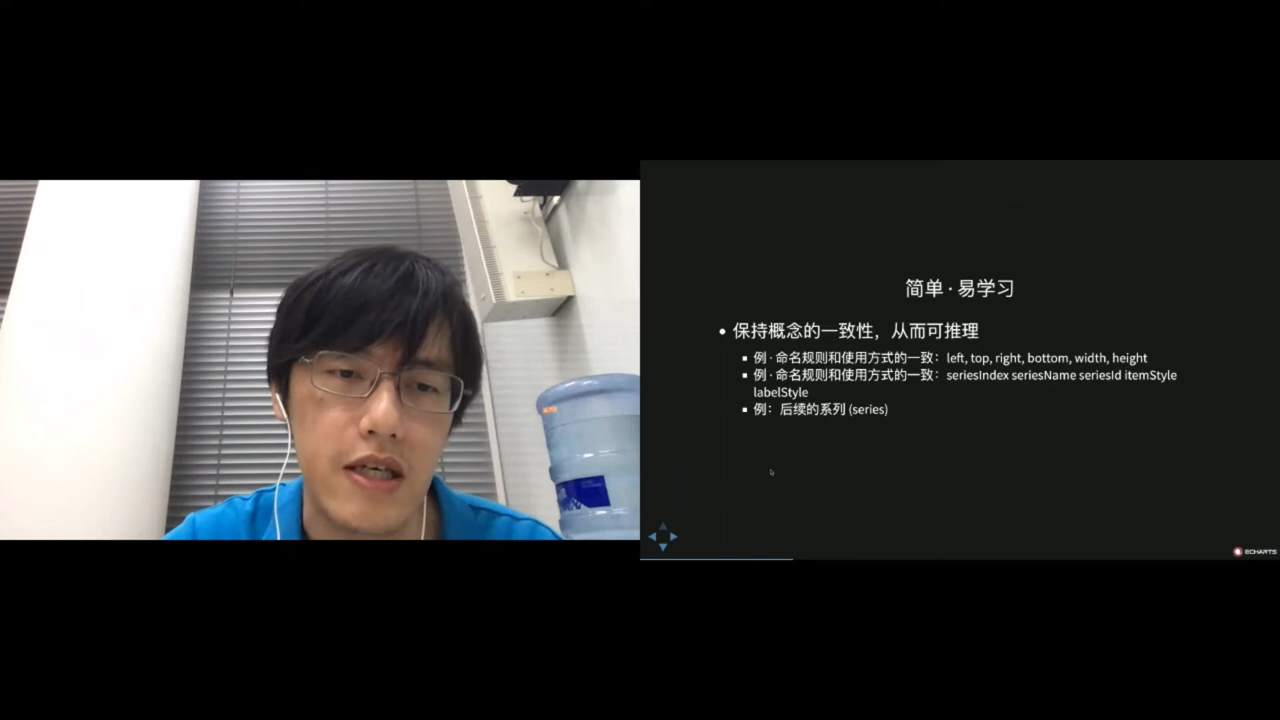 简单 · 易学习
保持概念的一致性，从而可推理
例 · 命名规则和使用方式的一致：left, top, right, bottom, width, height
例 · 命名规则和使用方式的一致：seriesIndex seriesName seriesId itemStyle
labelStyle
例：后续的系列 (series)
ECHARTS